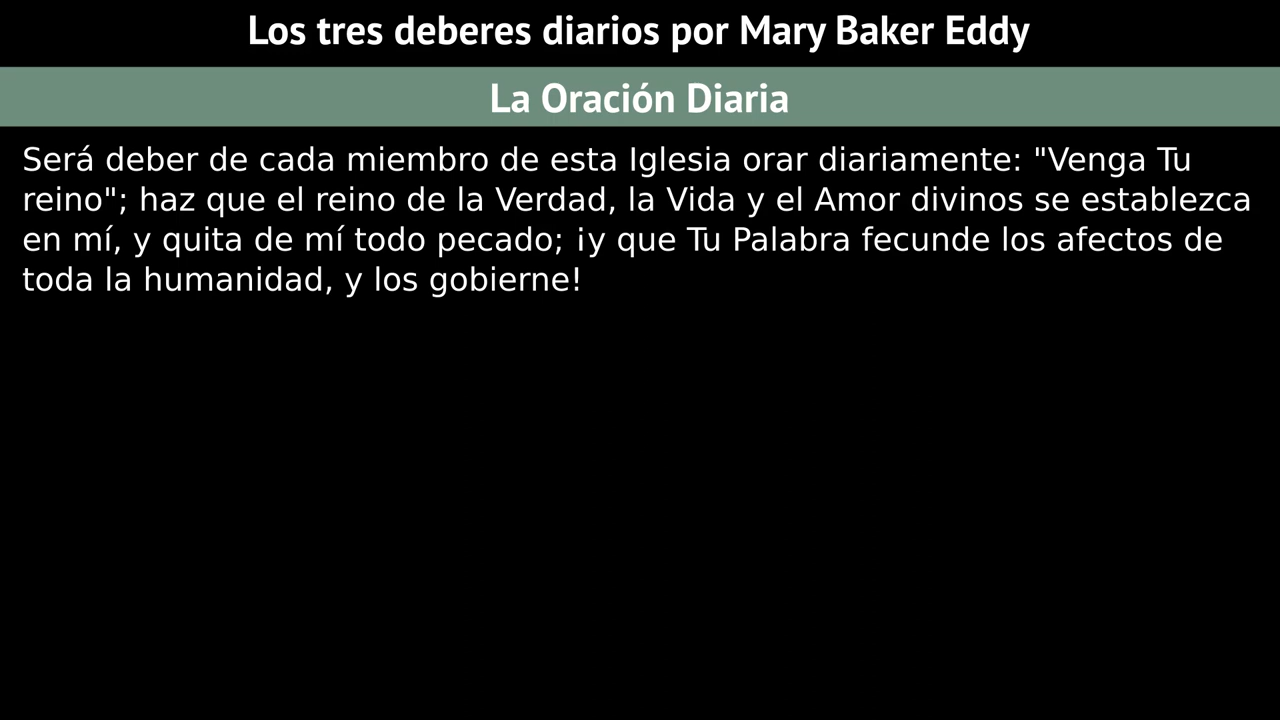 Los tres deberes diarios por Mary Baker Eddy
La Oración Diaria
Será deber de cada miembro de esta Iglesia orar diariamente: "Venga Tu
reino"; haz que el reino de la Verdad, la Vida y el Amor divinos se establezca
en mí, y quita de mí todo pecado; ¡y que Tu Palabra fecunde los afectos de
toda la humanidad, y los gobierne!